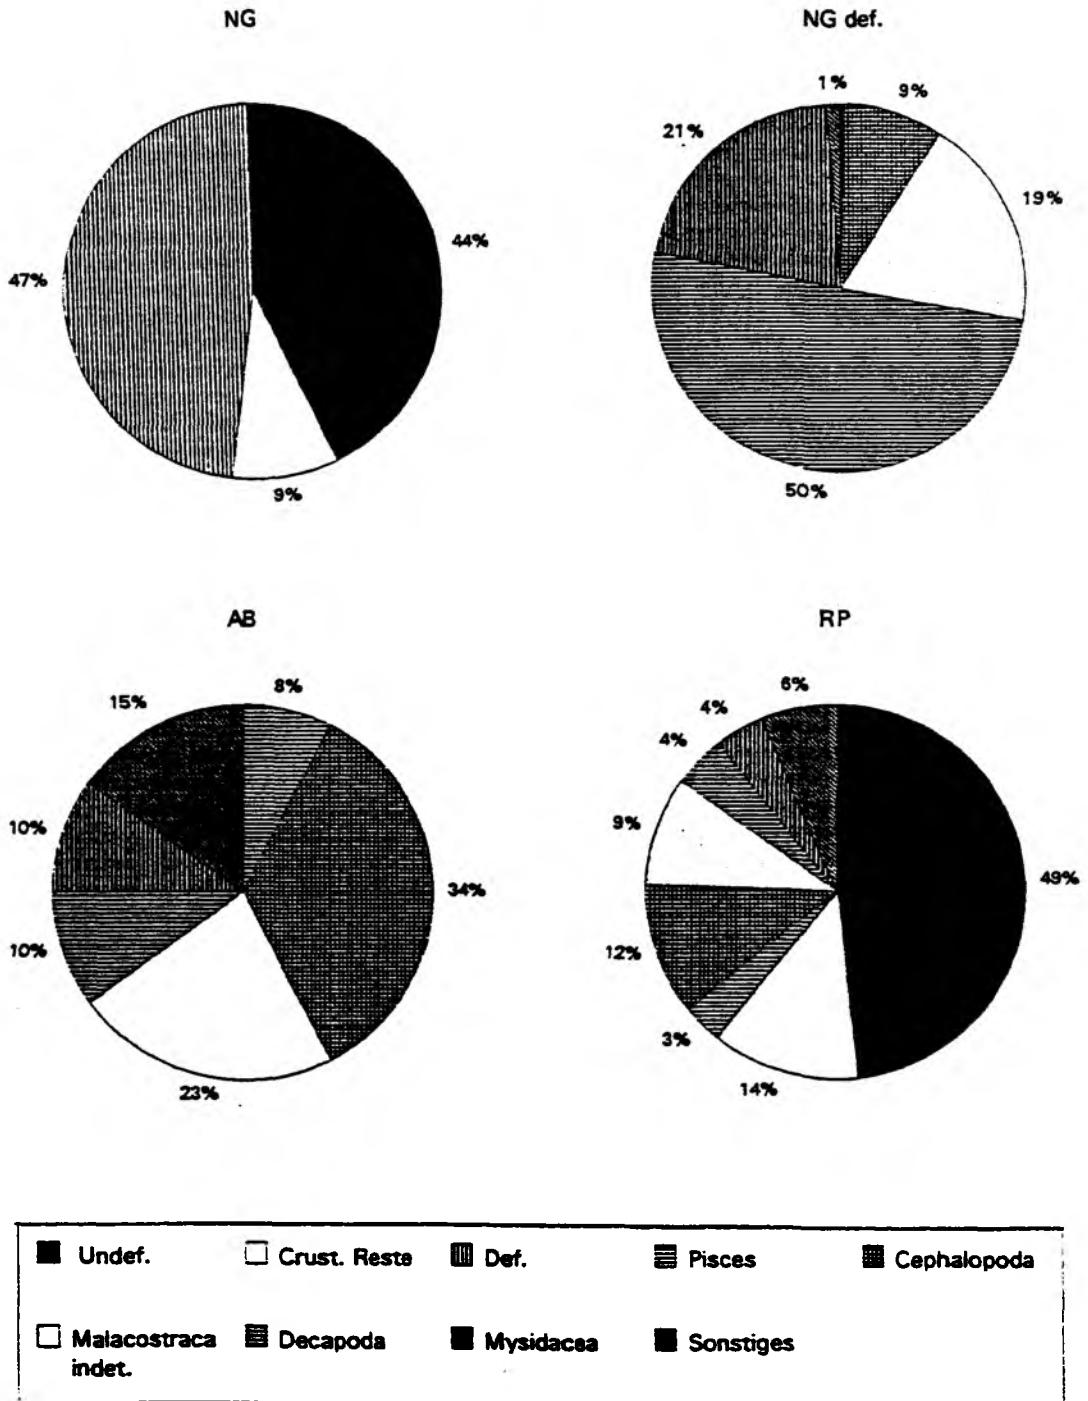 NG
NG def.
44%
9%
47%
1%
9%
19%
50%
21%
AB
RP
8%
34%
23%
10%
10%
15%
49%
14%
3%
12%
9%
4%
4%
6%
Undef.
Crust. Reste
Def.
Pisces
Cephalopoda
Malacostraca
indet.
Decapoda
Mysidacea
Sonstiges